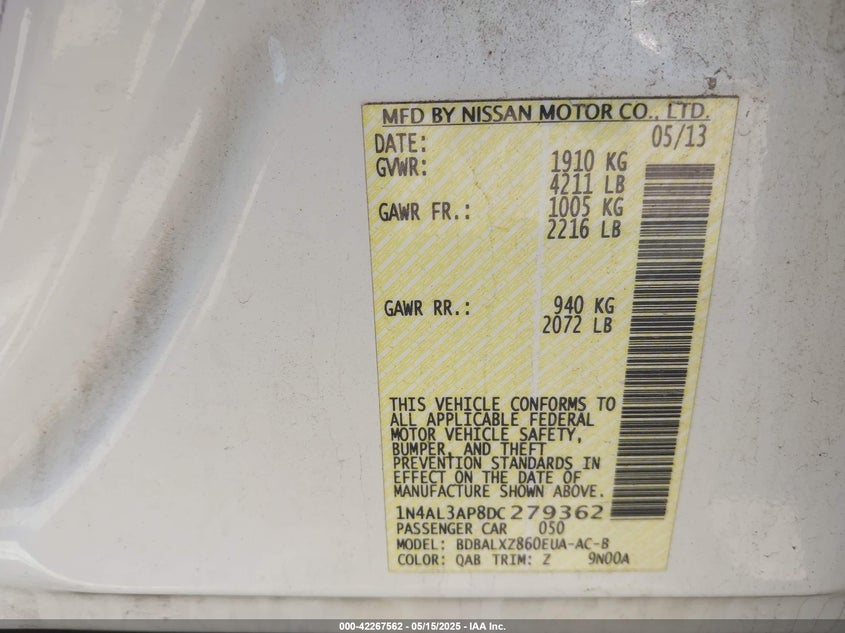 MFD BY NISSAN MOTOR CO., LTD.
DATE: 05/13
GVWR: 1910 KG
4211 LB
GAWR FR.: 1005 KG
2216 LB
GAWR RR.: 940 KG
2072 LB
THIS VEHICLE CONFORMS TO
ALL APPLICABLE FEDERAL
MOTOR VEHICLE SAFETY,
BUMPER, AND THEFT
PREVENTION STANDARDS IN
EFFECT ON THE DATE OF
MANUFACTURE SHOWN ABOVE.
1N4AL3AP8DC279362
PASSENGER CAR 050
MODEL: BDBALXZ860EUA-AC-B
COLOR: QAB TRIM: Z 9N00A
000-42267562 - 05/15/2025 - IAA Inc.